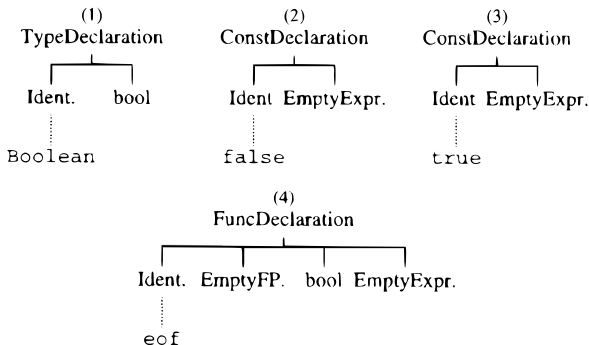 (1) (2) (3)
TypeDeclaration ConstDeclaration ConstDeclaration
Ident. bool Ident EmptyExpr. Ident EmptyExpr.
Boolean false true
(4)
FuncDeclaration
Ident. EmptyFP. bool EmptyExpr.
eof